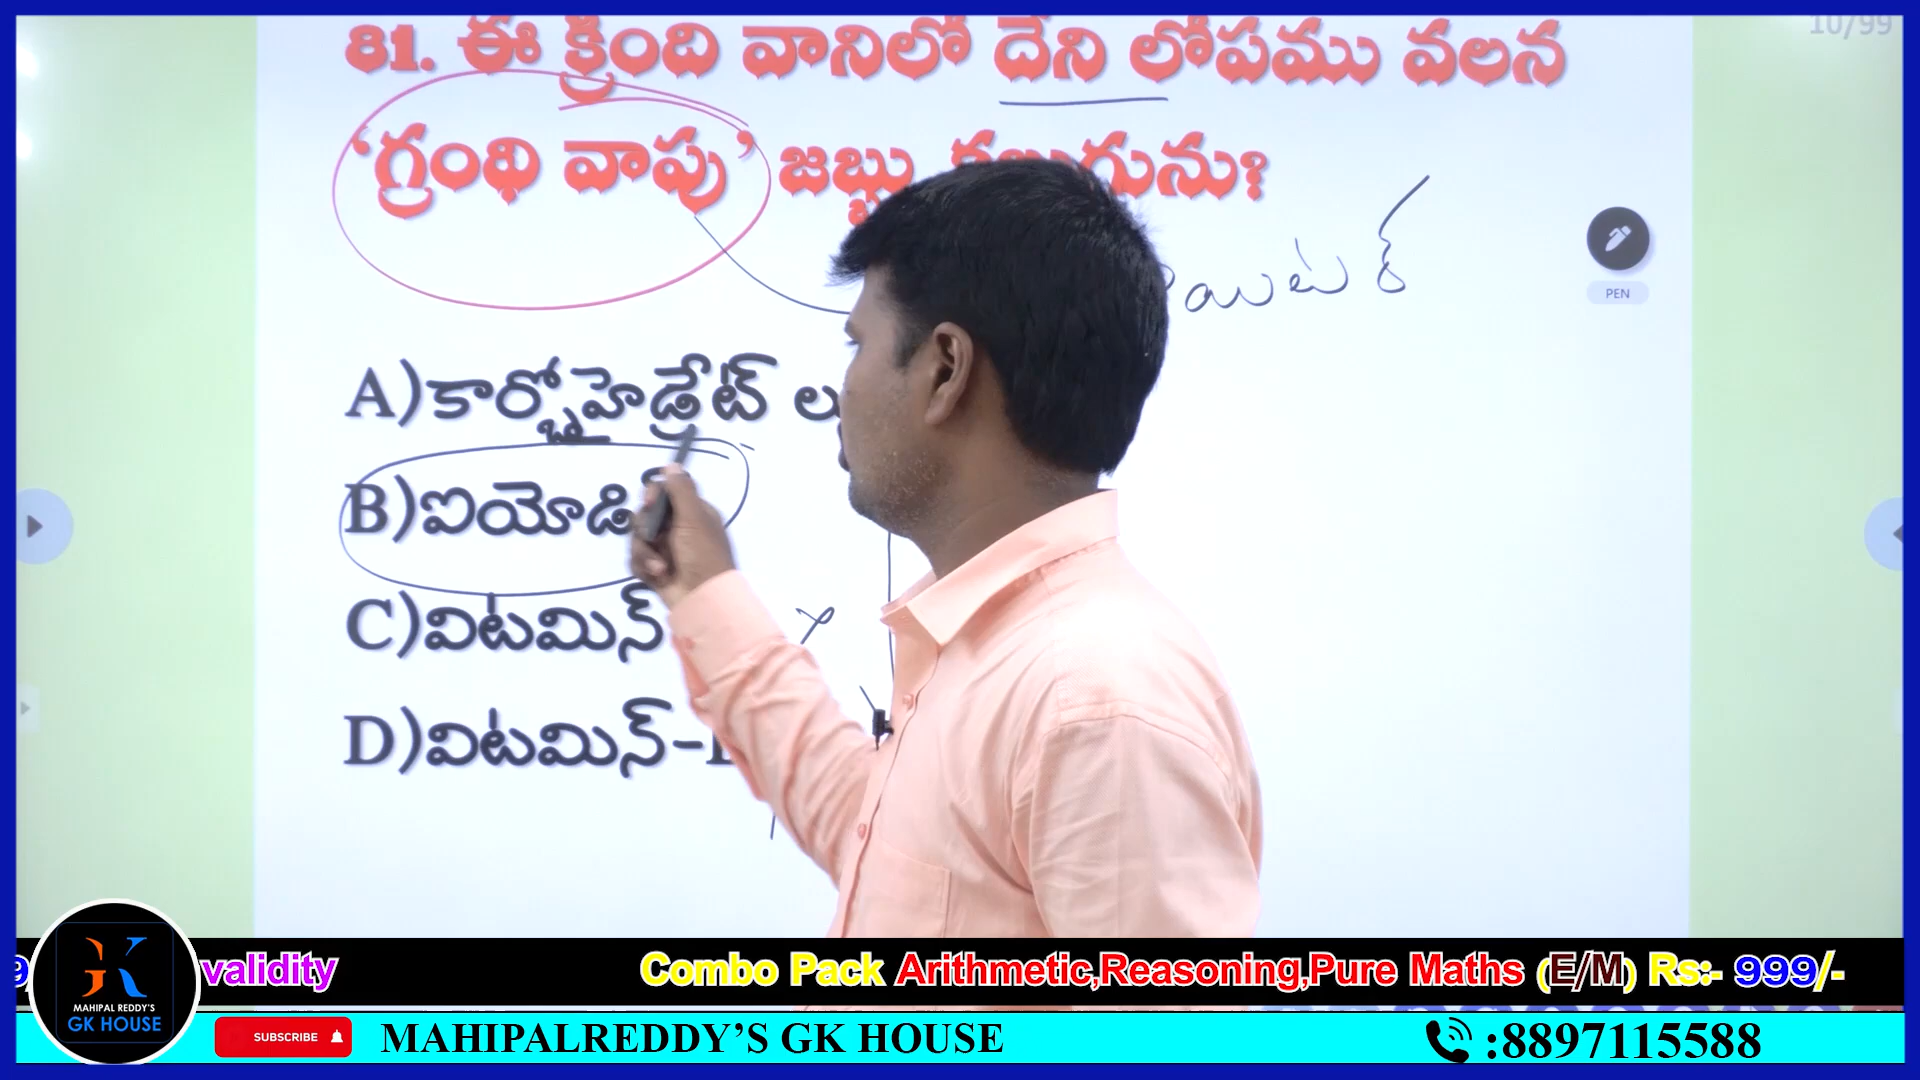 10/99
81. ఈ క్రింది వానిలో దేని లోపము వలన
‘గ్రంథి వాపు’ జబ్బు
PEN
A)కార్బోహైడ్రేట్ లు
B)ఐయోడిన్
C)విటమిన్
D)విటమిన్-
validity
Combo Pack Arithmetic,Reasoning,Pure Maths (E/M) Rs:- 999/-
MAHIPAL REDDY'S
GK HOUSE
SUBSCRIBE
MAHIPALREDDY’S GK HOUSE
:8897115588